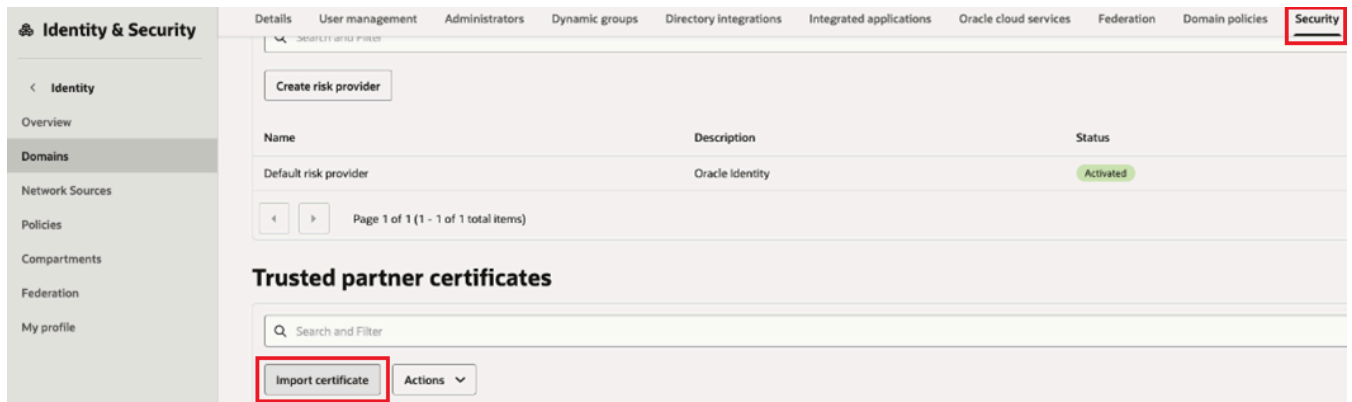 Identity & Security
Details User management Administrators Dynamic groups Directory integrations Integrated applications Oracle cloud services Federation Domain policies Security
Search and Filter
Identity
Create risk provider
Overview
Domains
Network Sources
Policies
Compartments
Federation
My profile
Name Description Status
Default risk provider Oracle Identity Activated
Page 1 of 1 (1 - 1 of 1 total items)
Trusted partner certificates
Search and Filter
Import certificate Actions